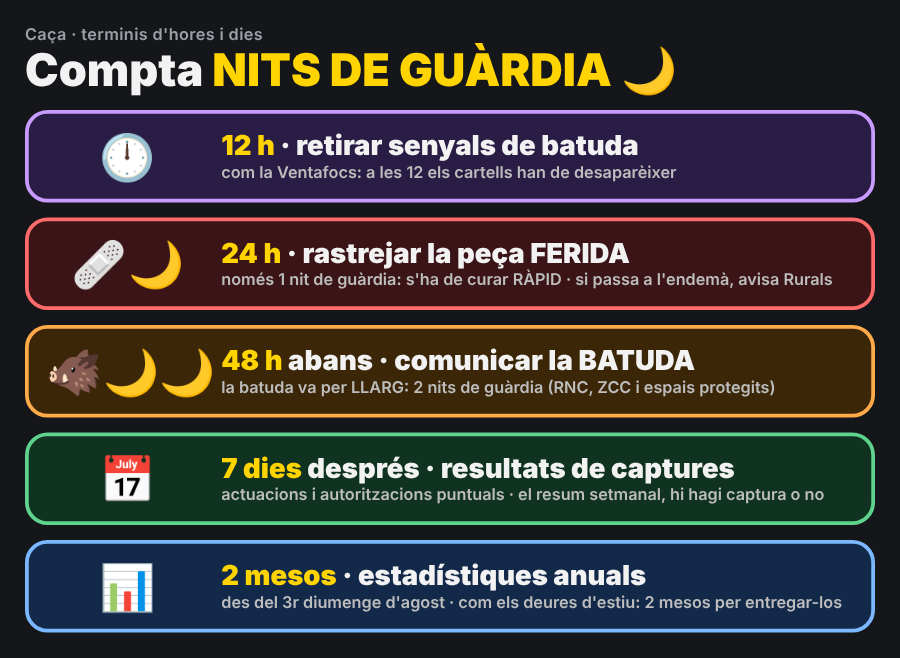 Caça · terminis d'hores i dies
Compta NITS DE GUÀRDIA 🌙
12 h · retirar senyals de batuda
com la Ventafocs: a les 12 els cartells han de desaparèixer
24 h · rastrejar la peça FERIDA
només 1 nit de guàrdia: s'ha de curar RÀPID · si passa a l'endemà, avisa Rurals
48 h abans · comunicar la BATUDA
la batuda va per LLARG: 2 nits de guàrdia (RNC, ZCC i espais protegits)
July
17
7 dies després · resultats de captures
actuacions i autoritzacions puntuals · el resum setmanal, hi hagi captura o no
2 mesos · estadístiques anuals
des del 3r diumenge d'agost · com els deures d'estiu: 2 mesos per entregar-los